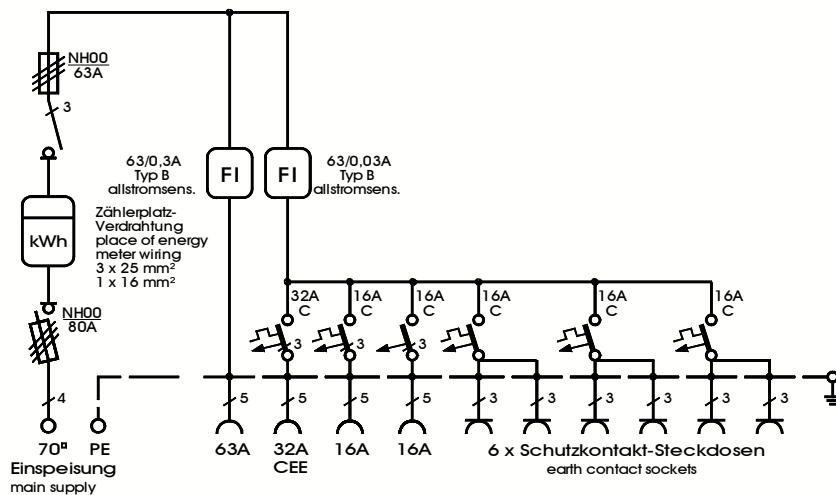 NH00
63A
3
63/0,3A
Typ B
allstromsens.
FI
FI
63/0,03A
Typ B
allstromsens.
kWh
Zählerplatz-
Verdrahtung
place of energy
meter wiring
3 x 25 mm²
1 x 16 mm²
NH00
80A
32A
C
16A
C
16A
C
16A
C
16A
C
16A
C
3
3
3
4
5
5
5
5
3
3
3
3
3
3
70¤
PE
63A
32A
CEE
16A
16A
6 x Schutzkontakt-Steckdosen
earth contact sockets
Einspeisung
main supply